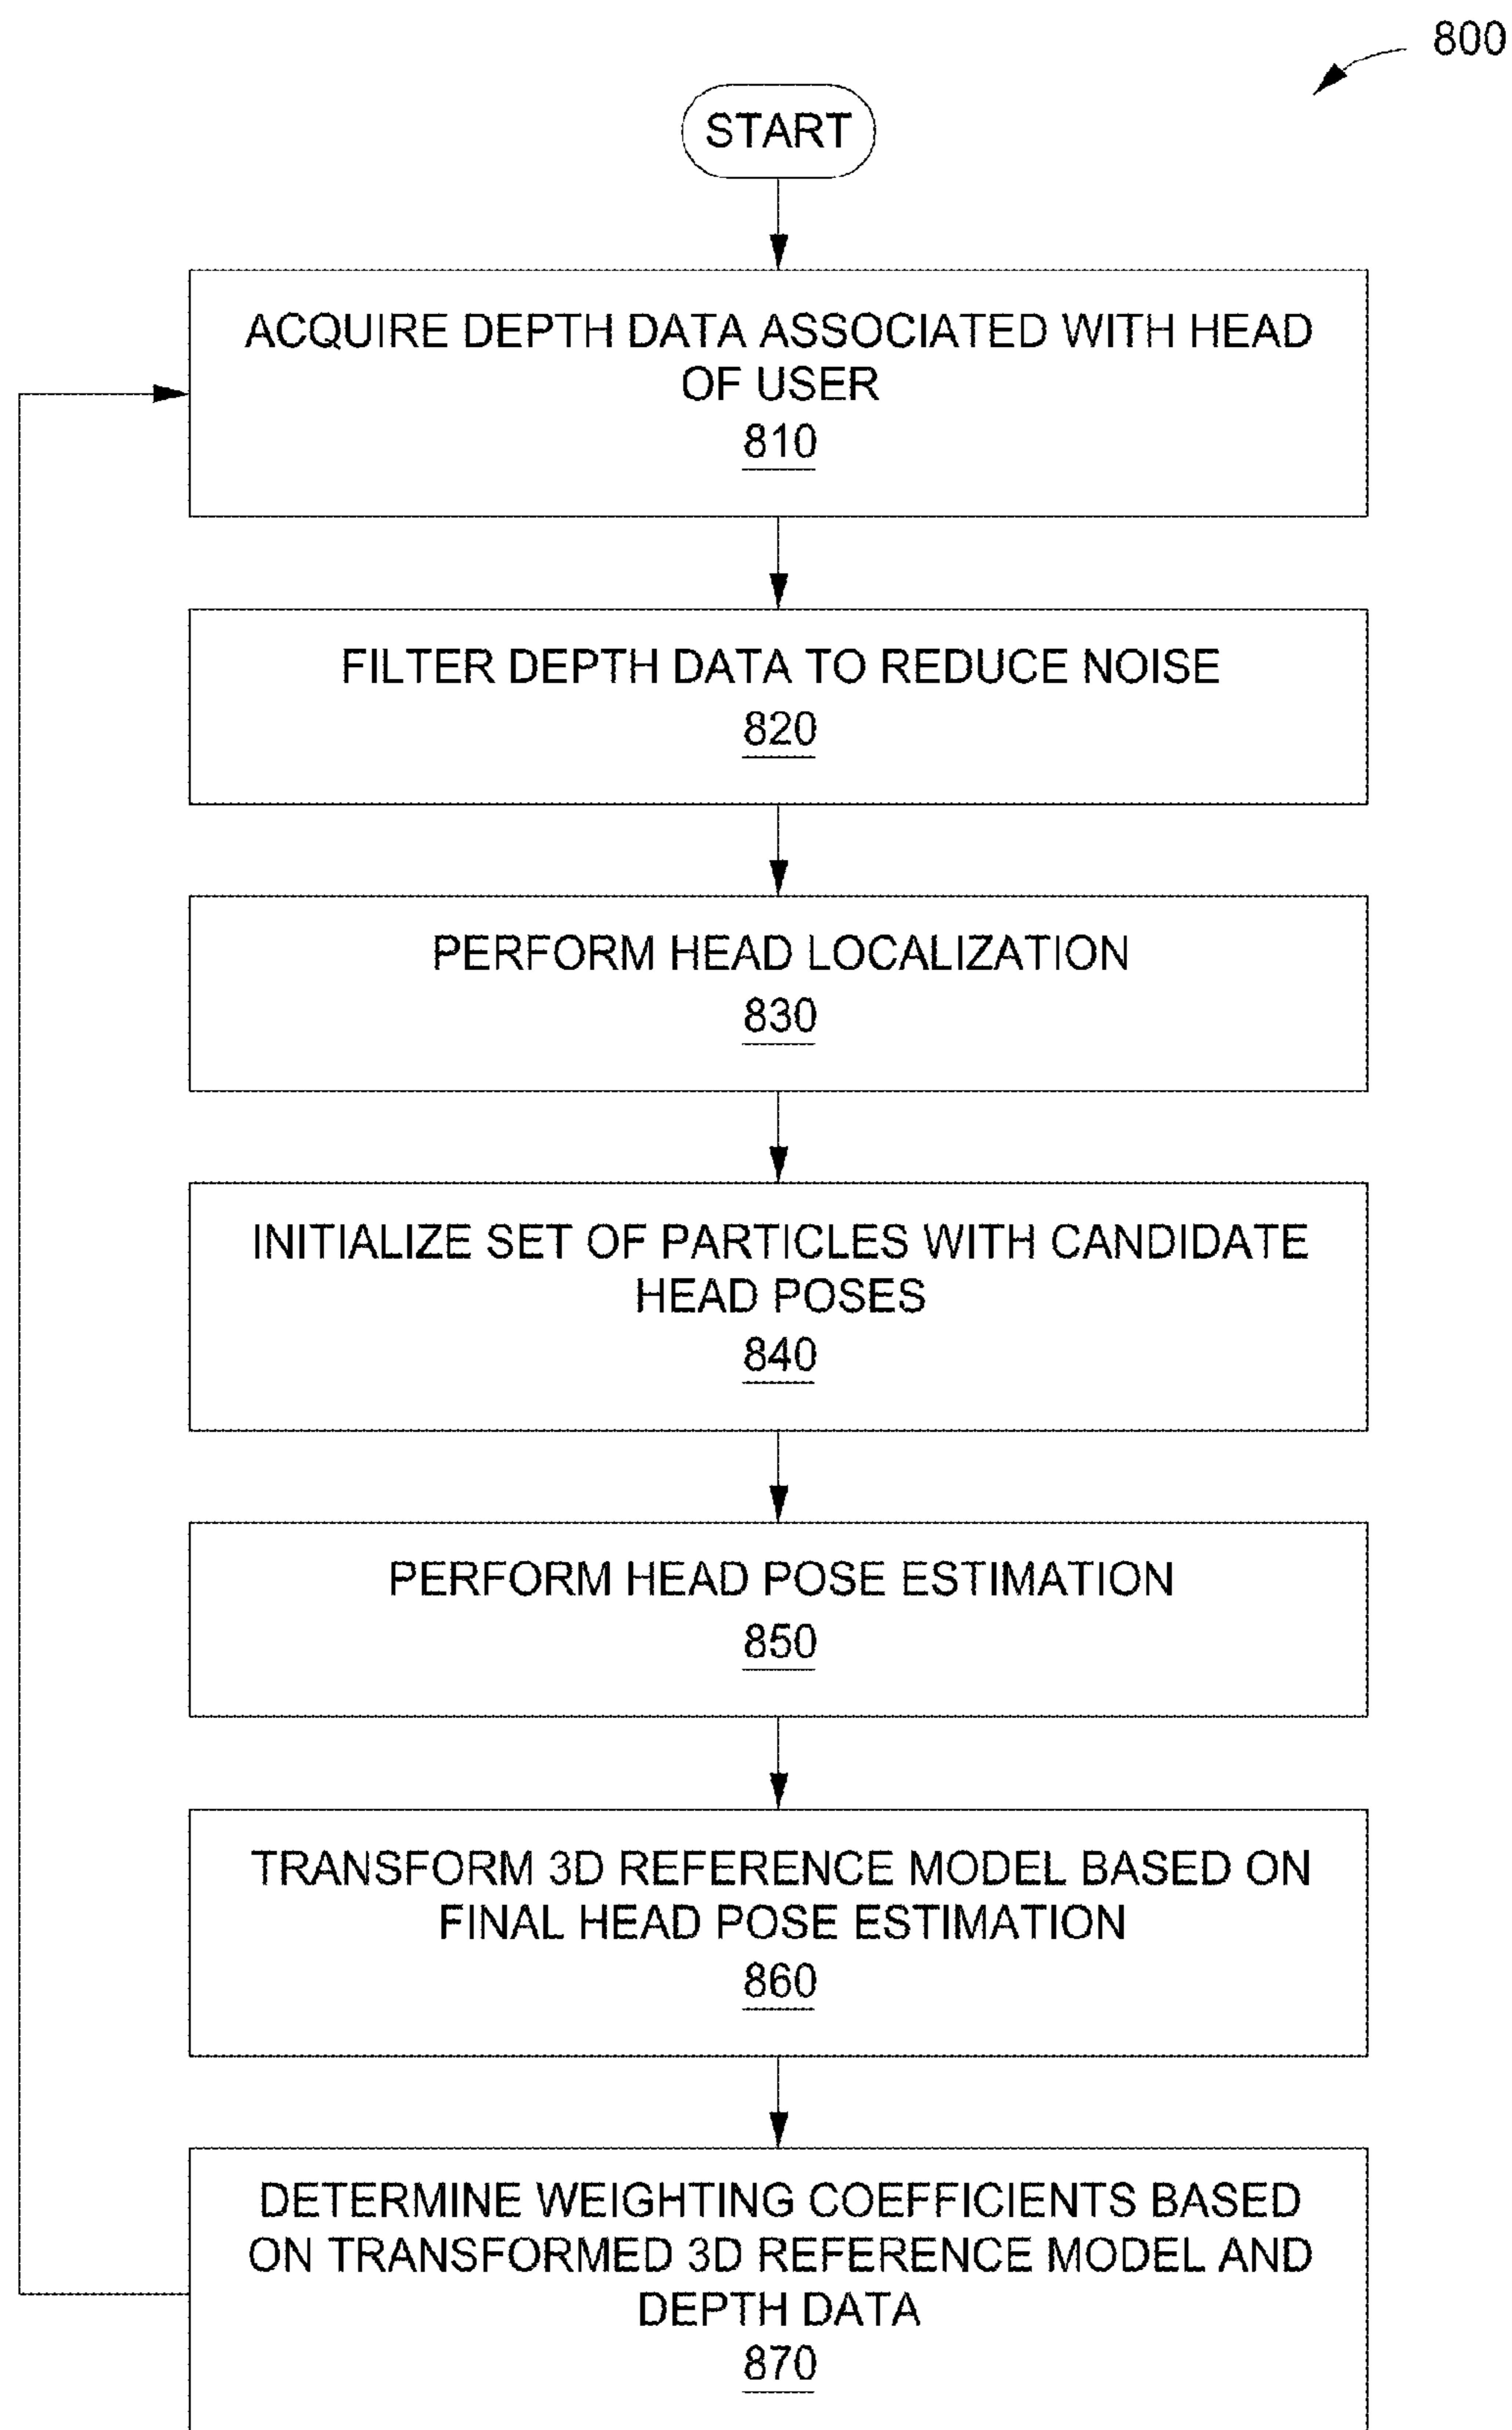 800
START
ACQUIRE DEPTH DATA ASSOCIATED WITH HEAD
OF USER
810
FILTER DEPTH DATA TO REDUCE NOISE
820
PERFORM HEAD LOCALIZATION
830
INITIALIZE SET OF PARTICLES WITH CANDIDATE
HEAD POSES
840
PERFORM HEAD POSE ESTIMATION
850
TRANSFORM 3D REFERENCE MODEL BASED ON
FINAL HEAD POSE ESTIMATION
860
DETERMINE WEIGHTING COEFFICIENTS BASED
ON TRANSFORMED 3D REFERENCE MODEL AND
DEPTH DATA
870